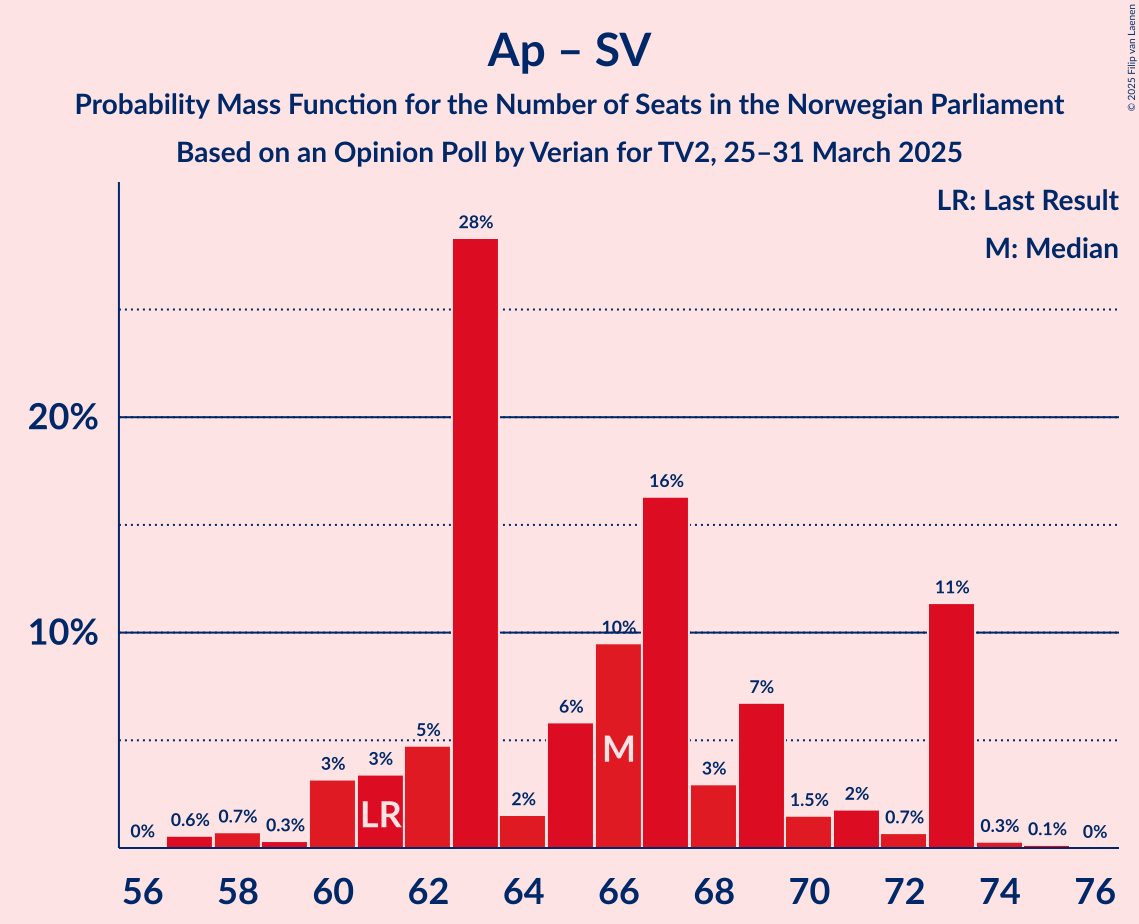 Ap – SV
Probability Mass Function for the Number of Seats in the Norwegian Parliament
Based on an Opinion Poll by Verian for TV2, 25–31 March 2025
© 2025 Filip van Laenen
LR: Last Result
M: Median
20%
10%
0%
0.6%
0.7%
0.3%
3%
3%
5%
28%
2%
6%
10%
16%
3%
7%
1.5%
2%
0.7%
11%
0.3%
0.1%
0%
LR
M
56 58 60 62 64 66 68 70 72 74 76